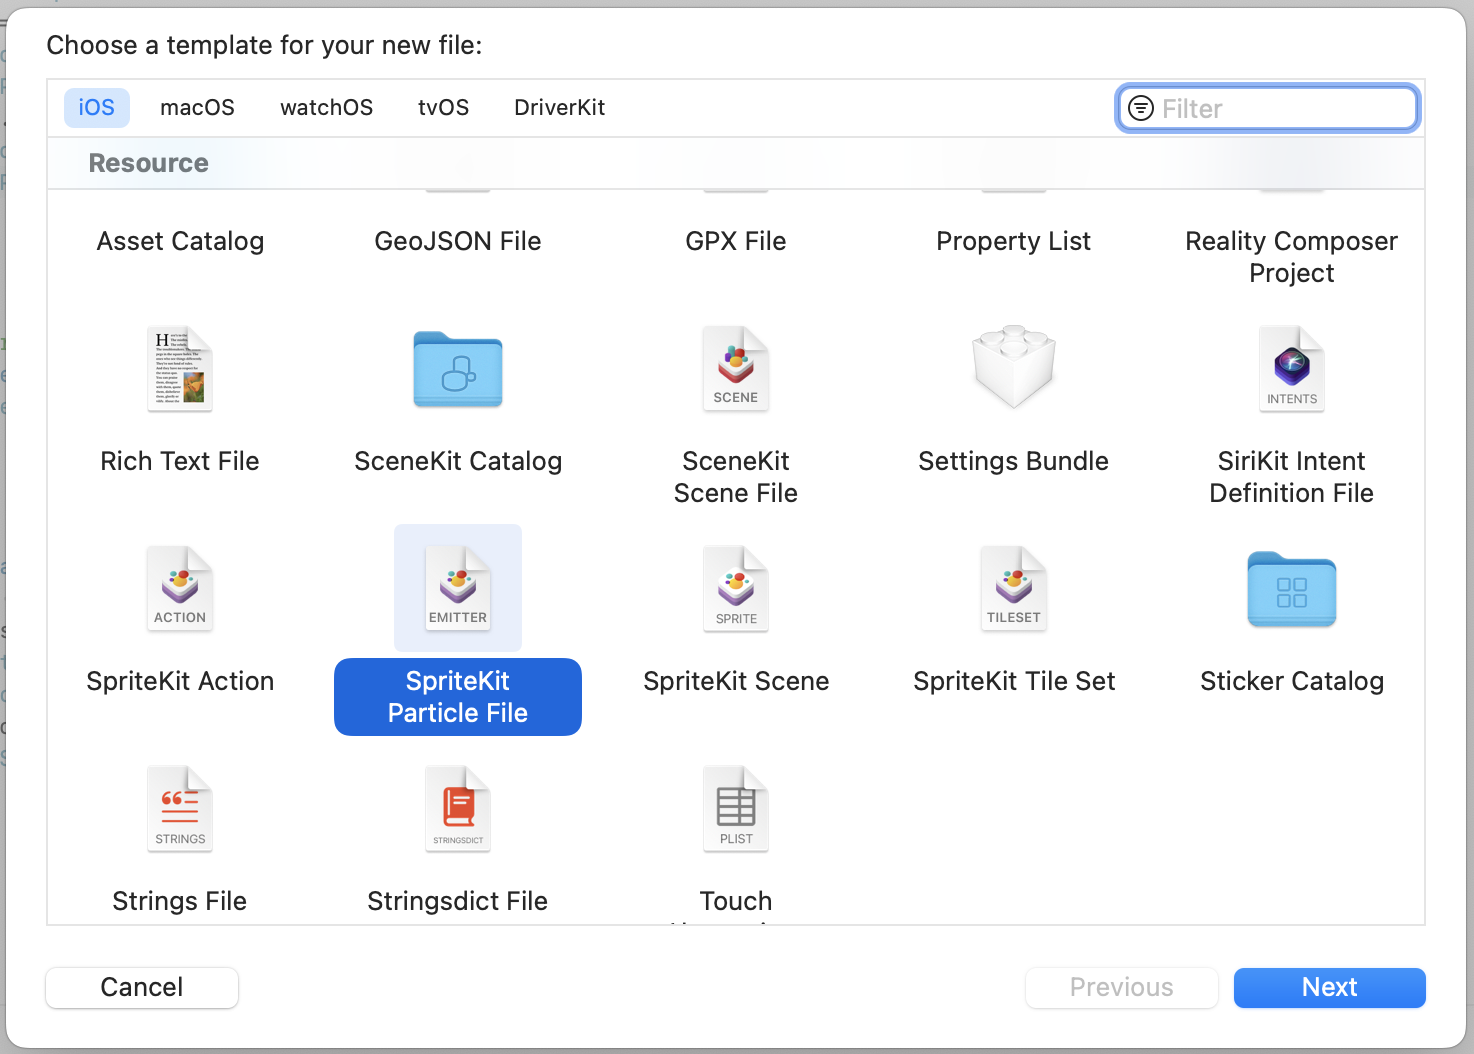 Choose a template for your new file:
iOS macOS watchOS tvOS DriverKit Filter
Resource
Asset Catalog
GeoJSON File
GPX File
Property List
Reality Composer
Project
SCENE
INTENTS
Rich Text File
SceneKit Catalog
SceneKit
Scene File
Settings Bundle
SiriKit Intent
Definition File
ACTION
EMITTER
SPRITE
TILESET
SpriteKit Action
SpriteKit
Particle File
SpriteKit Scene
SpriteKit Tile Set
Sticker Catalog
STRINGS
STRINGSDICT
PLIST
Strings File
Stringsdict File
Touch
Cancel
Previous
Next